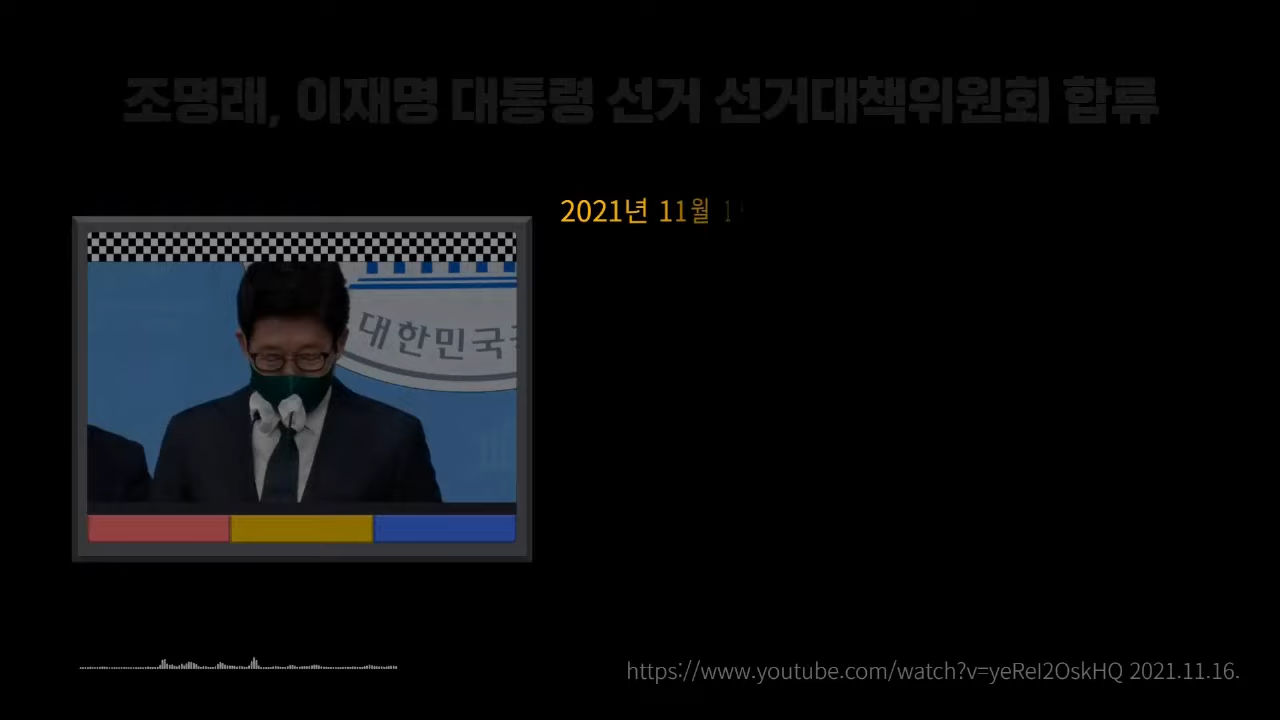 조명래, 이재명 대통령 선거 선거대책위원회 합류
2021년 11월 1
대한민국
https://www.youtube.com/watch?v=yeReI2OskHQ 2021.11.16.